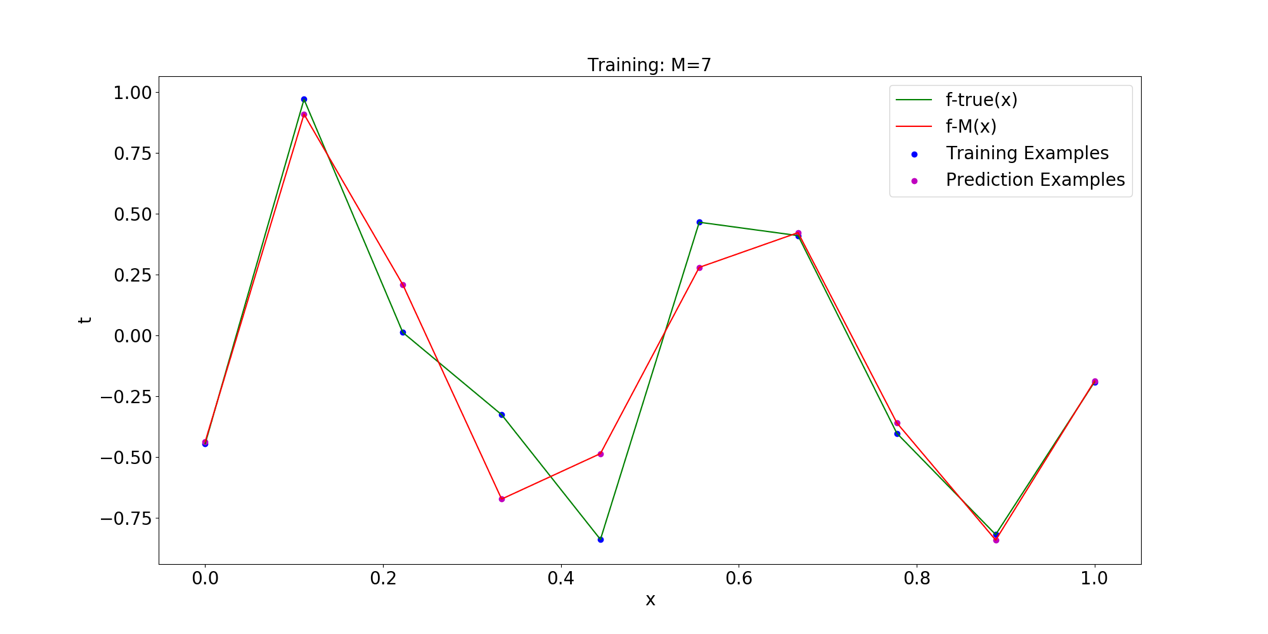 Training: M=7
f-true(x)
f-M(x)
Training Examples
Prediction Examples
1.00
0.75
0.50
0.25
0.00
−0.25
−0.50
−0.75
t
0.0 0.2 0.4 0.6 0.8 1.0
x